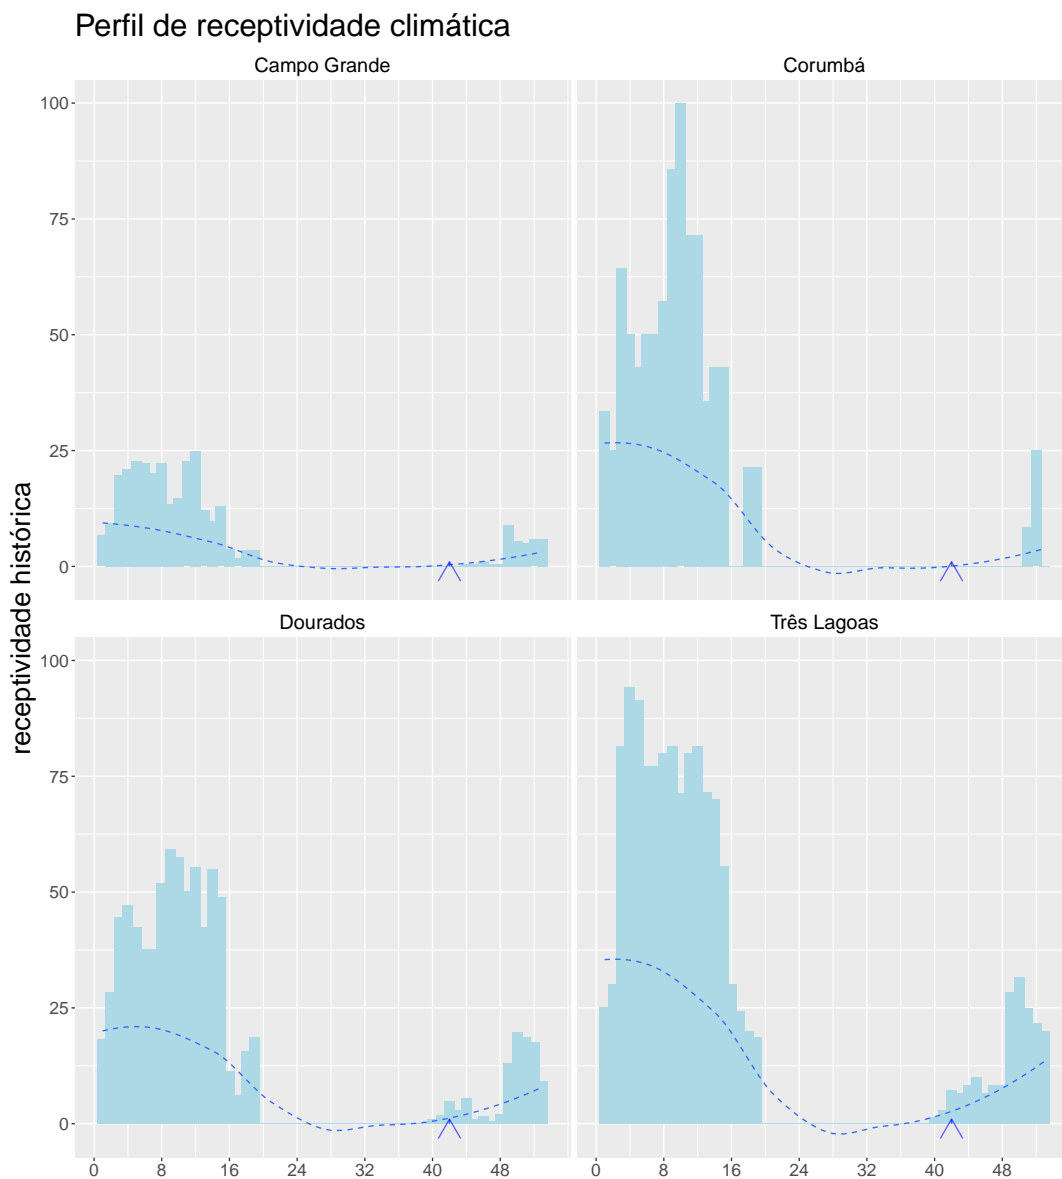 Perfil de receptividade climática
Campo Grande
Corumbá
100
75
50
25
0
receptividade histórica
Dourados
Três Lagoas
100
75
50
25
0
0 8 16 24 32 40 48
0 8 16 24 32 40 48